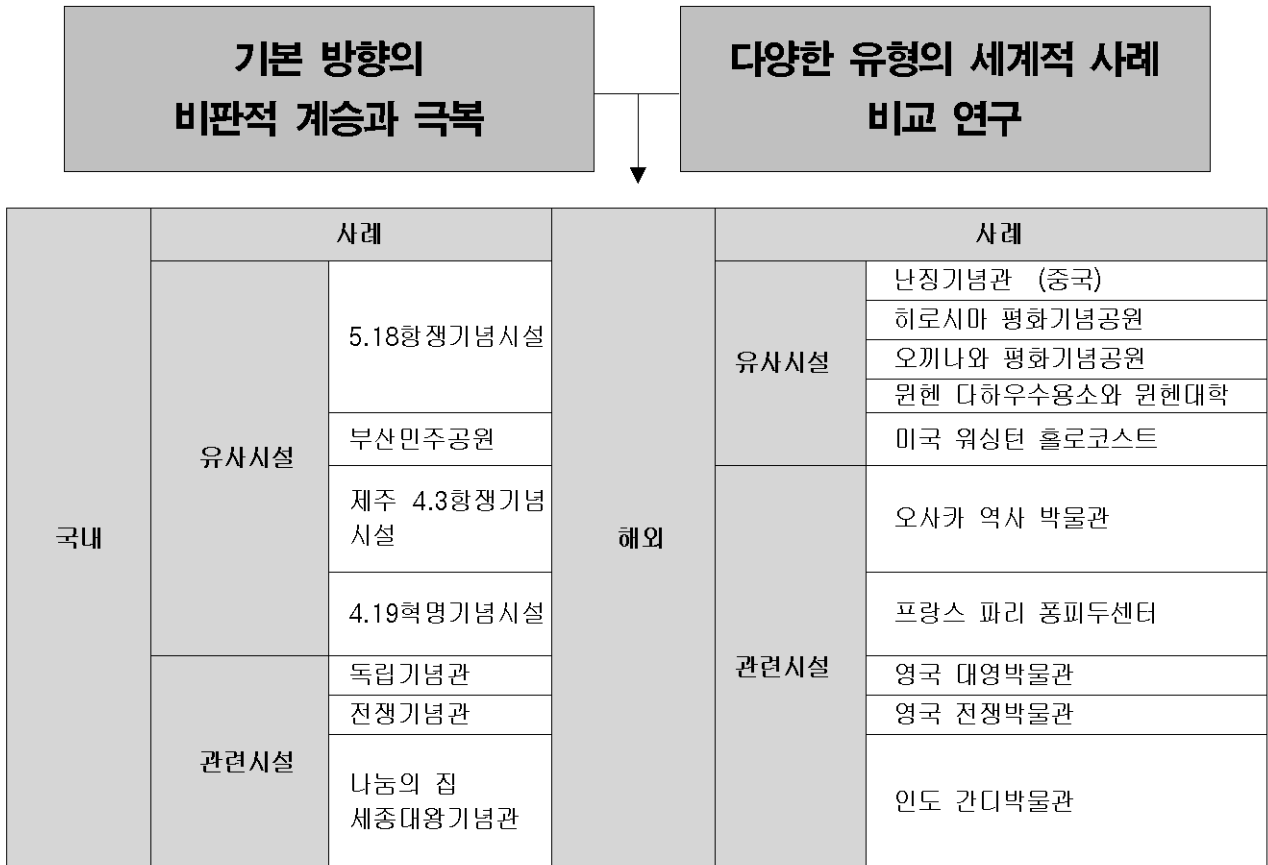 기본 방향의
비판적 계승과 극복
다양한 유형의 세계적 사례
비교 연구
국내
사례
유사시설
5.18항쟁기념시설
부산민주공원
제주 4.3항쟁기념
시설
4.19혁명기념시설
관련시설
독립기념관
전쟁기념관
나눔의 집
세종대왕기념관
해외
사례
유사시설
난징기념관 (중국)
히로시마 평화기념공원
오끼나와 평화기념공원
뮌헨 다하우수용소와 뮌헨대학
미국 워싱턴 홀로코스트
관련시설
오사카 역사 박물관
프랑스 파리 퐁피두센터
영국 대영박물관
영국 전쟁박물관
인도 간디박물관